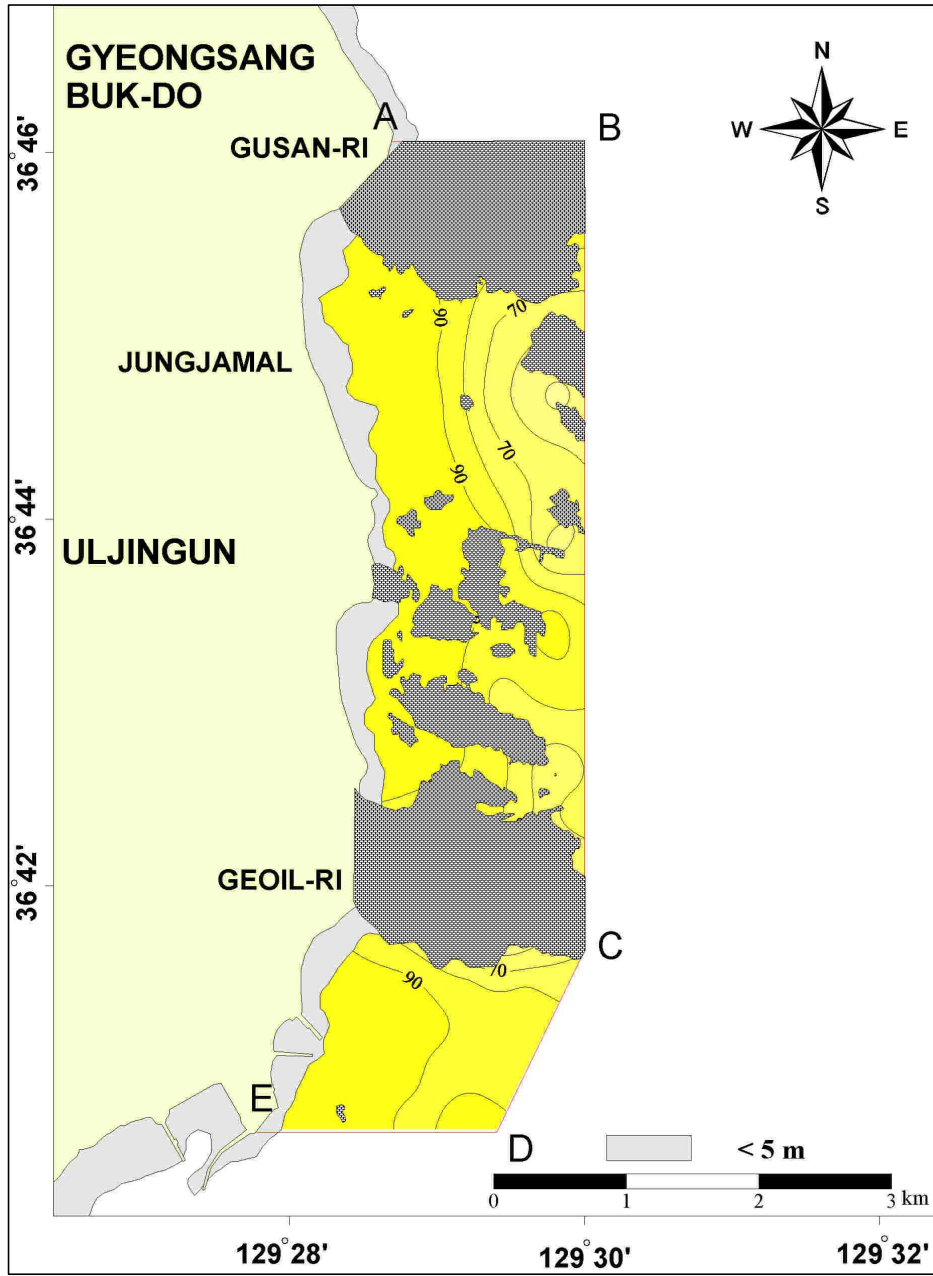 GYEONGSANG
BUK-DO
A
B
GUSAN-RI
N
W
E
S
36°46'
70
90
JUNGJAMAL
70
90
36°44'
ULJINGUN
GEOIL-RI
36°42'
C
70
90
E
D
< 5 m
0 1 2 3 km
129°28' 129°30' 129°32'